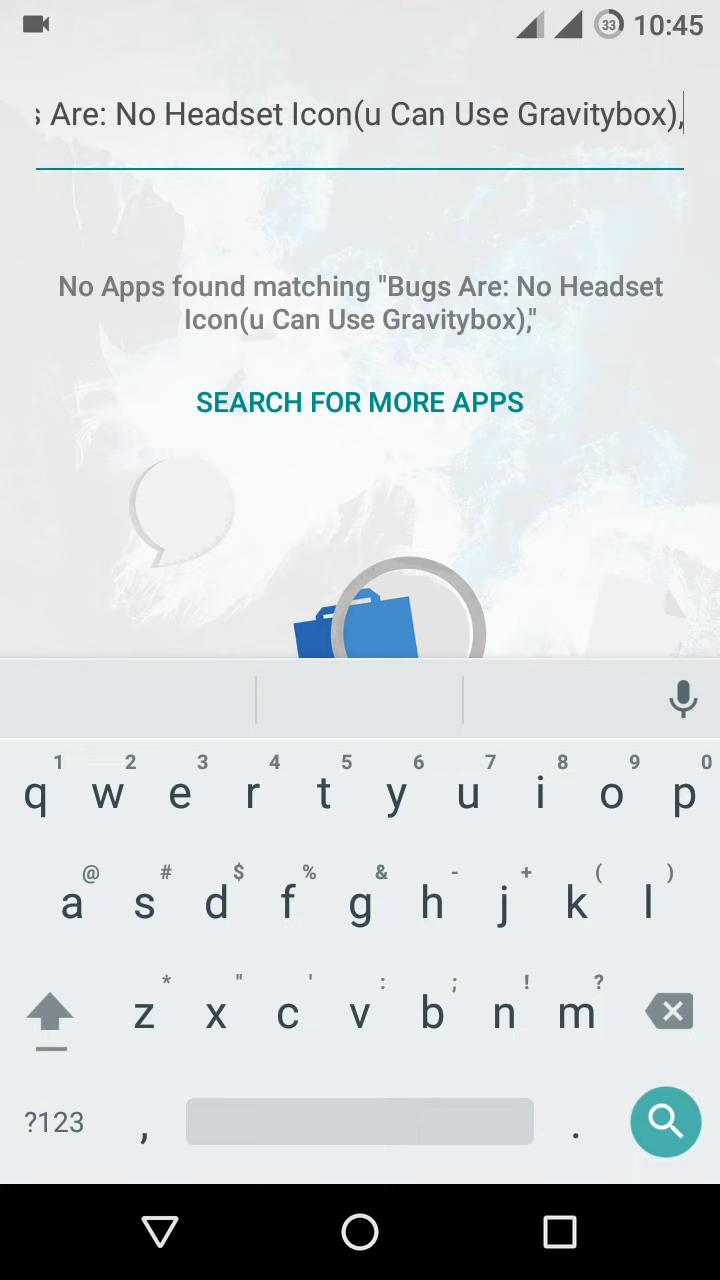 33 10:45
s Are: No Headset Icon(u Can Use Gravitybox),
No Apps found matching "Bugs Are: No Headset
Icon(u Can Use Gravitybox),"
SEARCH FOR MORE APPS
1 2 3 4 5 6 7 8 9 0
q w e r t y u i o p
@ # $ % & - + ( )
a s d f g h j k l
* " ' : ; ! ?
z x c v b n m
?123 , .